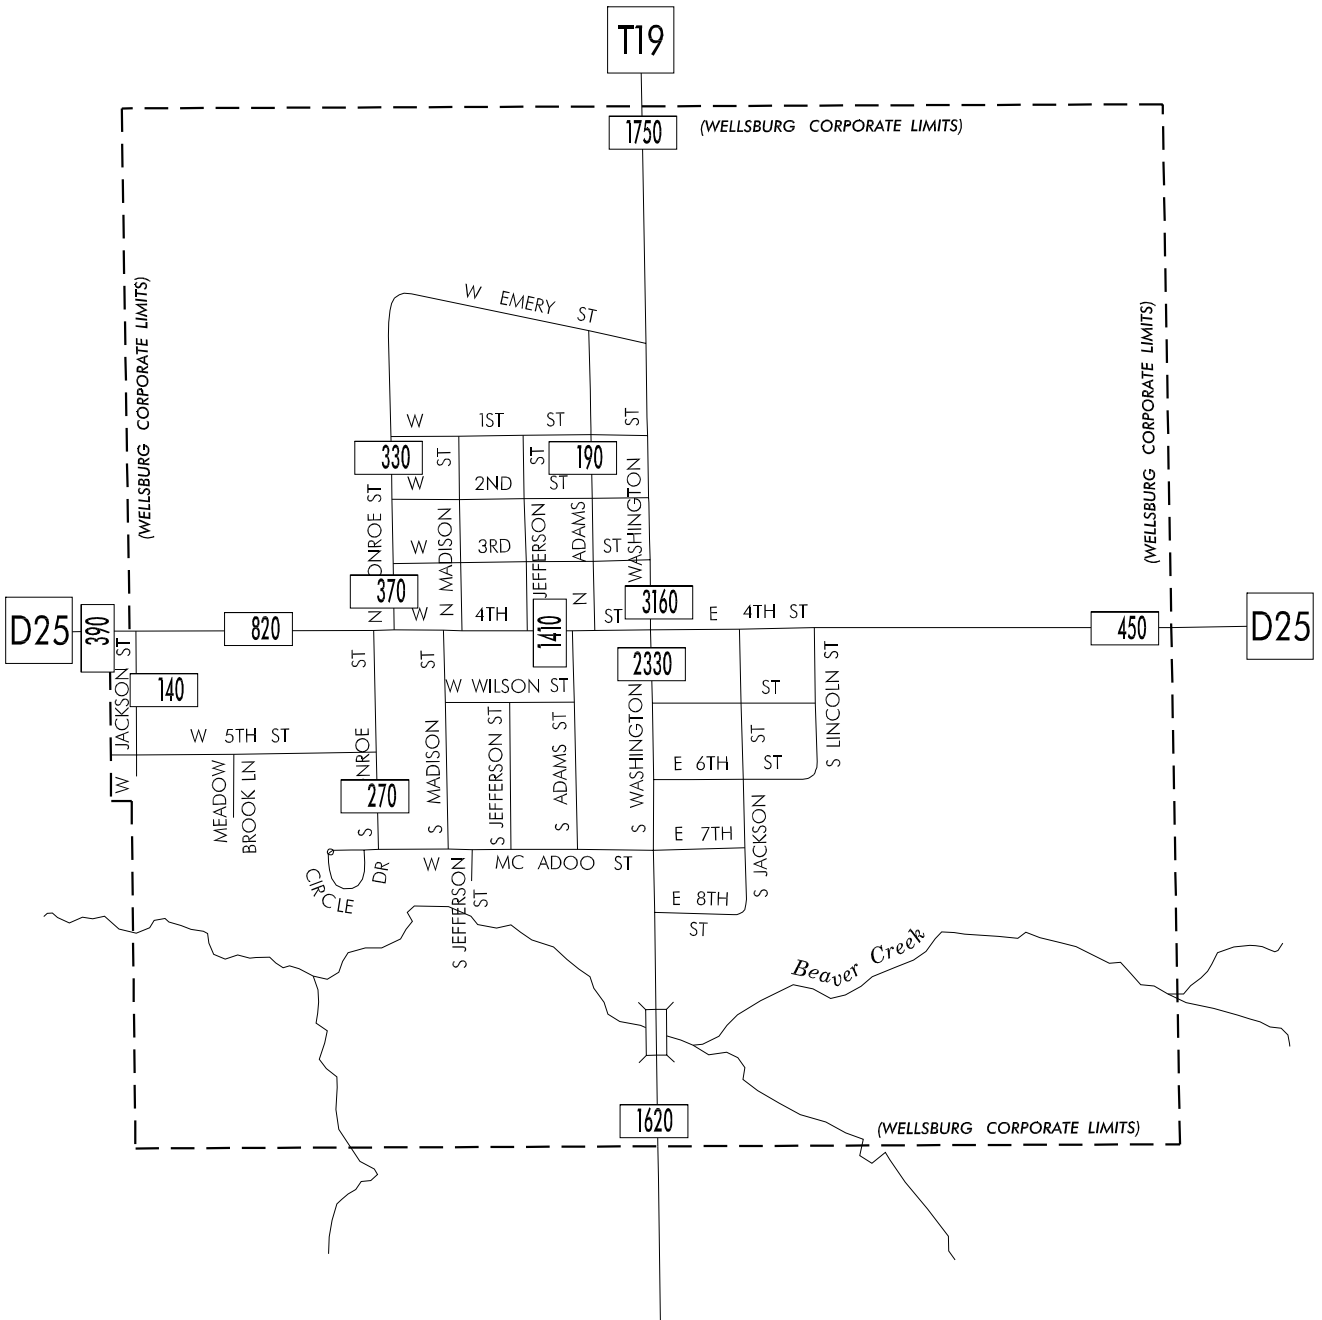 T19
1750
(WELLSBURG CORPORATE LIMITS)
(WELLSBURG CORPORATE LIMITS)
(WELLSBURG CORPORATE LIMITS)
W EMERY ST
W 1ST ST
330
190
W 2ND ST
W 3RD ST
W 4TH ST
370
N MONROE ST
N MADISON ST
JEFFERSON ST
N ADAMS
WASHINGTON ST
3160
E 4TH ST
D25
390
820
1410
450
D25
2330
140
W JACKSON ST
W WILSON ST
ST
W 5TH ST
MEADOW
BROOK LN
S MONROE ST
270
S MADISON ST
S JEFFERSON ST
S ADAMS ST
S WASHINGTON
S JACKSON ST
S LINCOLN ST
E 6TH ST
E 7TH
E 8TH
ST
CIRCLE DR
W MC ADOO ST
S JEFFERSON
ST
Beaver Creek
1620
(WELLSBURG CORPORATE LIMITS)